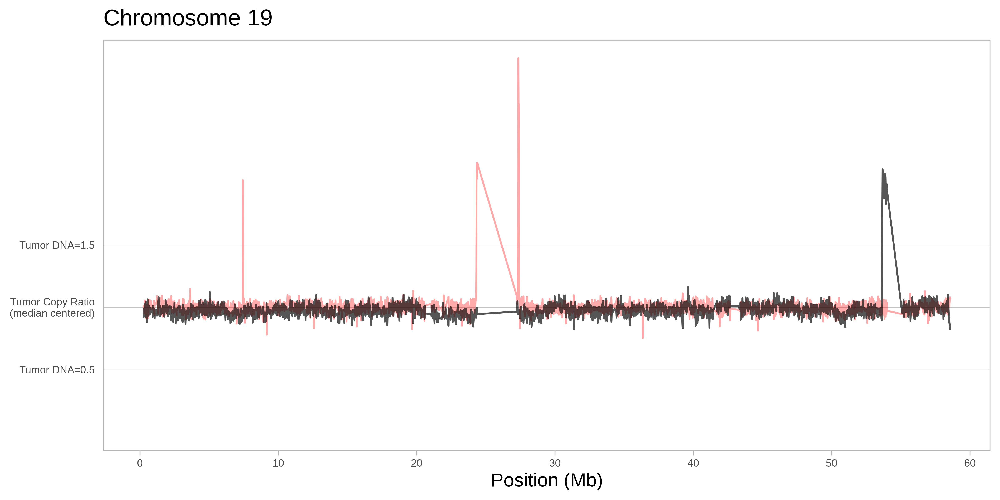 Chromosome 19
Tumor DNA=1.5
Tumor Copy Ratio
(median centered)
Tumor DNA=0.5
0 10 20 30 40 50 60
Position (Mb)